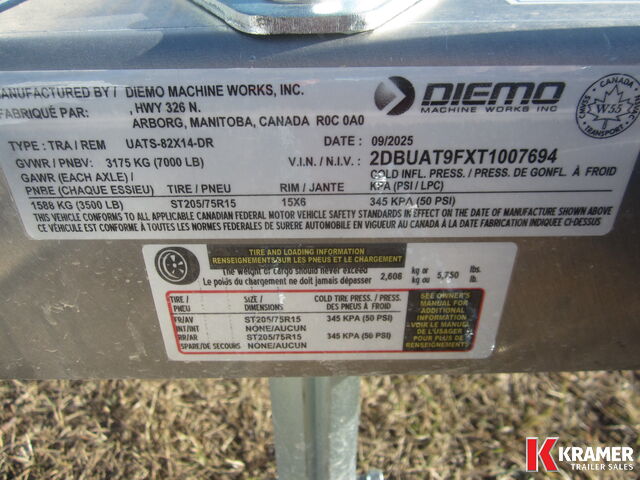 MANUFACTURED BY / DIEMO MACHINE WORKS, INC.
FABRIQUÉ PAR : , HWY 326 N.
ARBORG, MANITOBA, CANADA R0C 0A0
DIEMO
MACHINE WORKS INC
CANADA
W55
TRANSPORT
TYPE : TRA / REM UATS-82X14-DR DATE : 09/2025
GVWR / PNBV: 3175 KG (7000 LB) V.I.N. / N.I.V. : 2DBUAT9FXT1007694
GAWR (EACH AXLE) / COLD INFL. PRESS. / PRESS. DE GONFL. À FROID
PNBE (CHAQUE ESSIEU) TIRE / PNEU RIM / JANTE KPA (PSI / LPC)
1588 KG (3500 LB) ST205/75R15 15X6 345 KPA (50 PSI)
THIS VEHICLE CONFORMS TO ALL APPLICABLE CANADIAN FEDERAL MOTOR VEHICLE SAFETY STANDARDS IN EFFECT ON THE DATE OF MANUFACTURE SHOWN ABOVE
CE VÉHICULE EST CONFORME À TOUTES LES NORMES FÉDÉRALES DE SURETE AUTOMOBILE EN VIGUEUR AU CANADA À LA DATE FABRICATION INDIQUÉE CI-DESSUS
TIRE AND LOADING INFORMATION
RENSEIGNEMENTS SUR LES PNEUS ET LE CHARGEMENT
The weight of cargo should never exceed
Le poids du chargement ne doit jamais dépasser 2,608 kg or kg ou 5,750 lbs. lb.
TIRE / PNEU SIZE / DIMENSIONS COLD TIRE PRESS. / PRESS. DES PNEUS À FROID
FR/AV ST205/75R15 345 KPA (50 PSI)
INT/INT NONE/AUCUN
RR/AR ST205/75R15 345 KPA (50 PSI)
SPARE/DE SECOURS NONE/AUCUN
SEE OWNER'S
MANUAL FOR
ADDITIONAL
INFORMATION
VOIR LE MANUEL
DE L'USAGER
POUR PLUS DE
RENSEIGNEMENTS
KRAMER
TRAILER SALES